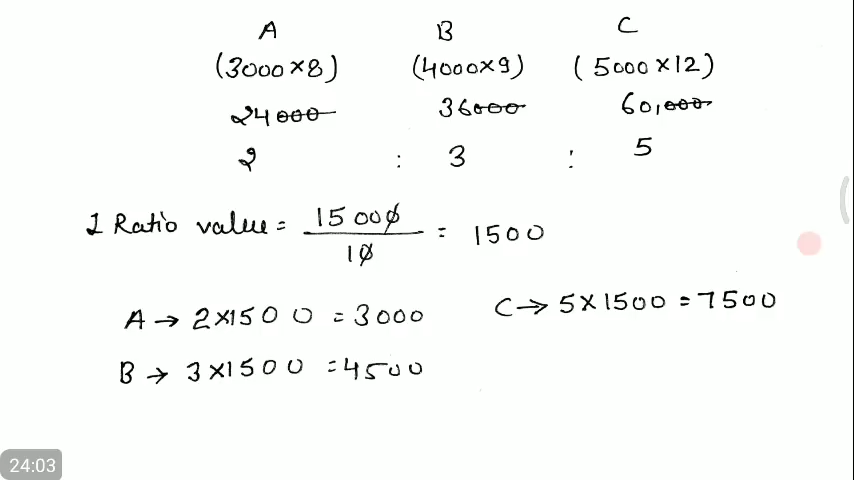 A B C
(3000×8) (4000×9) (5000×12)
24000 36000 60,000
2 : 3 : 5
1 Ratio value = 15000/10 = 1500
A → 2×1500 = 3000 C → 5×1500 = 7500
B → 3×1500 = 4500
24:03